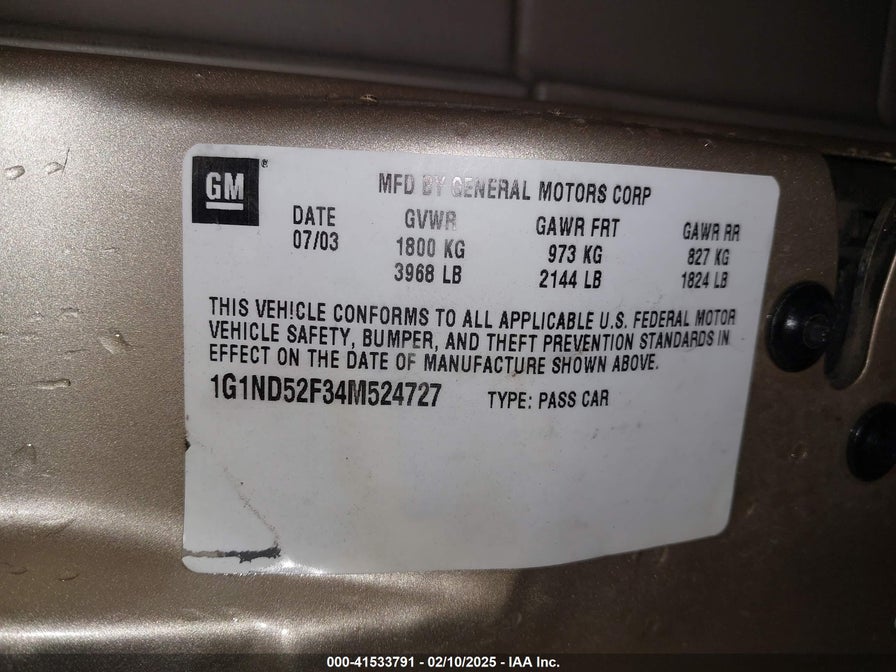 GM®
MFD BY GENERAL MOTORS CORP
DATE GVWR GAWR FRT GAWR RR
07/03 1800 KG 973 KG 827 KG
3968 LB 2144 LB 1824 LB
THIS VEHICLE CONFORMS TO ALL APPLICABLE U.S. FEDERAL MOTOR
VEHICLE SAFETY, BUMPER, AND THEFT PREVENTION STANDARDS IN
EFFECT ON THE DATE OF MANUFACTURE SHOWN ABOVE.
1G1ND52F34M524727 TYPE: PASS CAR
000-41533791 - 02/10/2025 - IAA Inc.